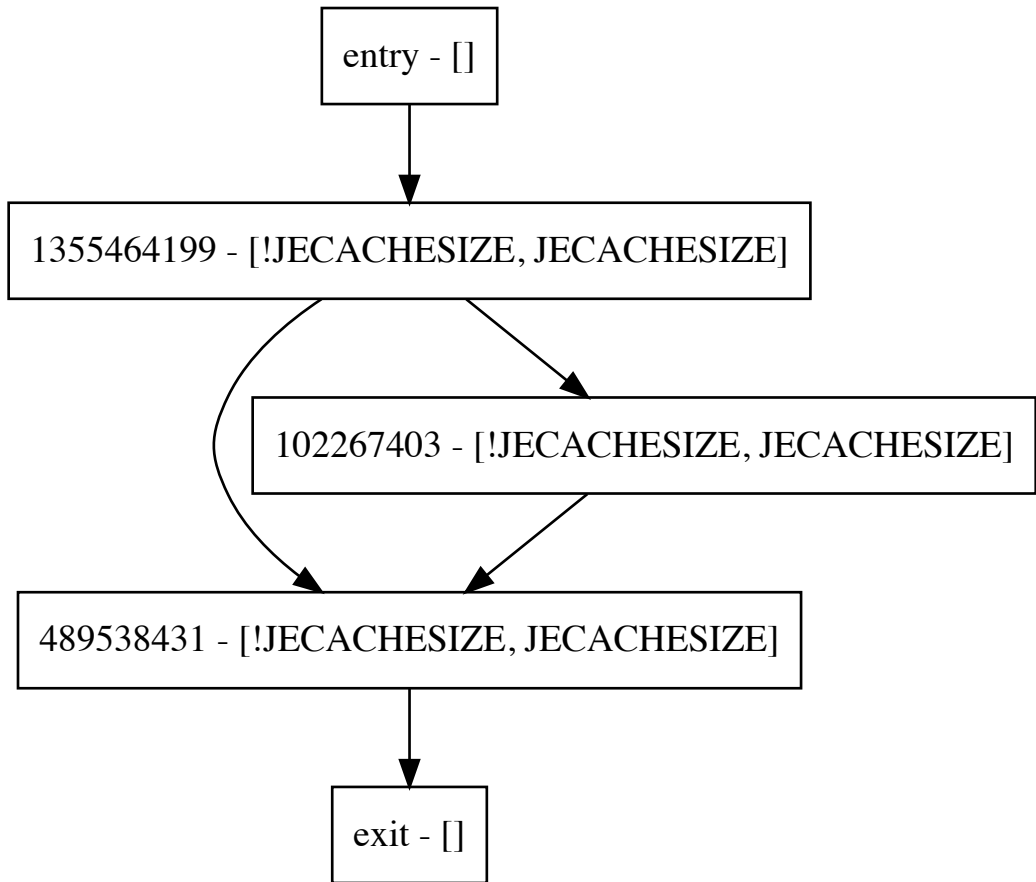 entry - []
1355464199 - [!JECACHESIZE, JECACHESIZE]
102267403 - [!JECACHESIZE, JECACHESIZE]
489538431 - [!JECACHESIZE, JECACHESIZE]
exit - []